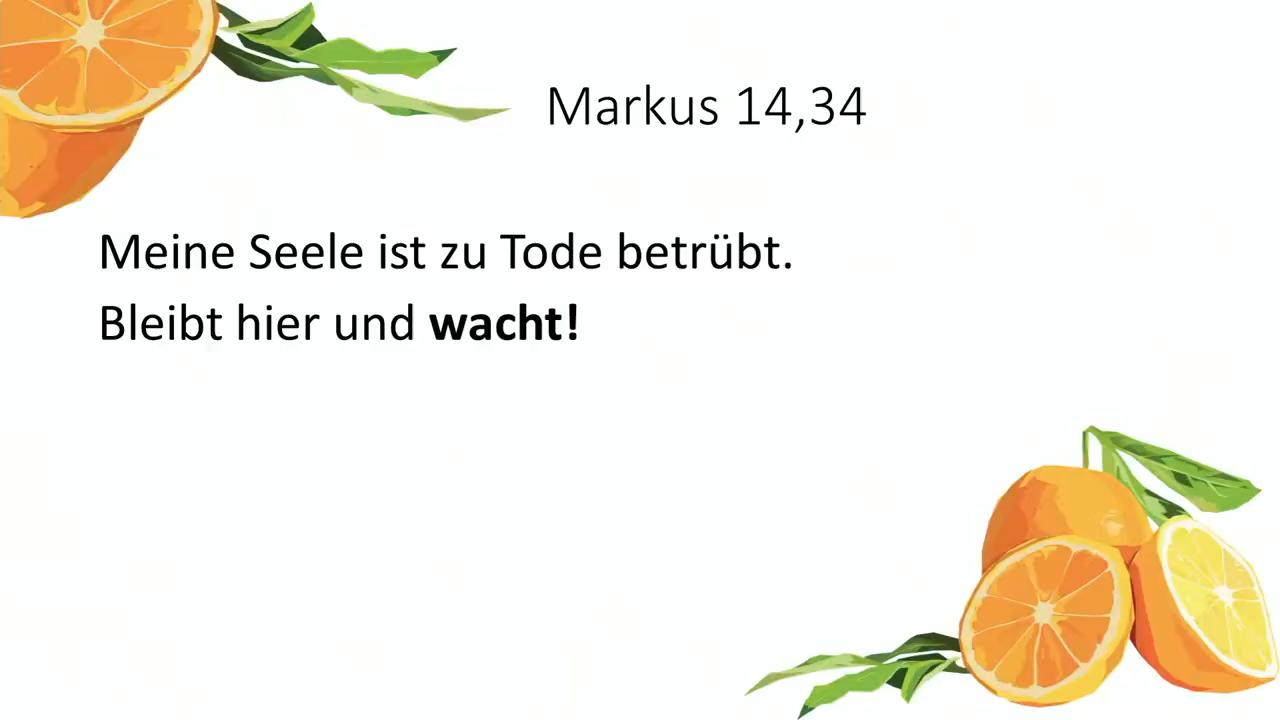 Markus 14,34
Meine Seele ist zu Tode betrübt.
Bleibt hier und wacht!